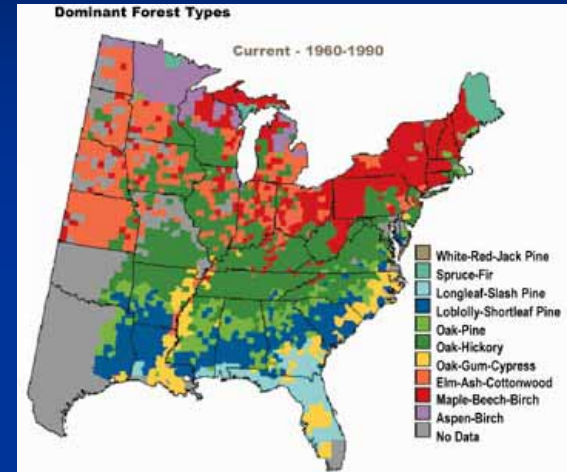 Dominant Forest Types
Current - 1960-1990
White-Red-Jack Pine
Spruce-Fir
Longleaf-Slash Pine
Loblolly-Shortleaf Pine
Oak-Pine
Oak-Hickory
Oak-Gum-Cypress
Elm-Ash-Cottonwood
Maple-Beech-Birch
Aspen-Birch
No Data